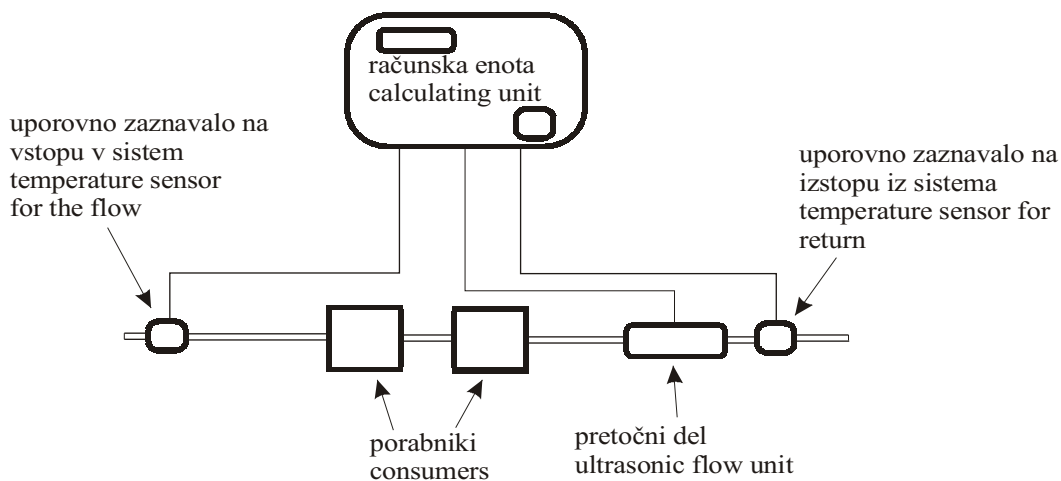 računska enota
calculating unit
uporovno zaznavalo na
vstopu v sistem
temperature sensor
for the flow
uporovno zaznavalo na
izstopu iz sistema
temperature sensor for
return
porabniki
consumers
pretočni del
ultrasonic flow unit